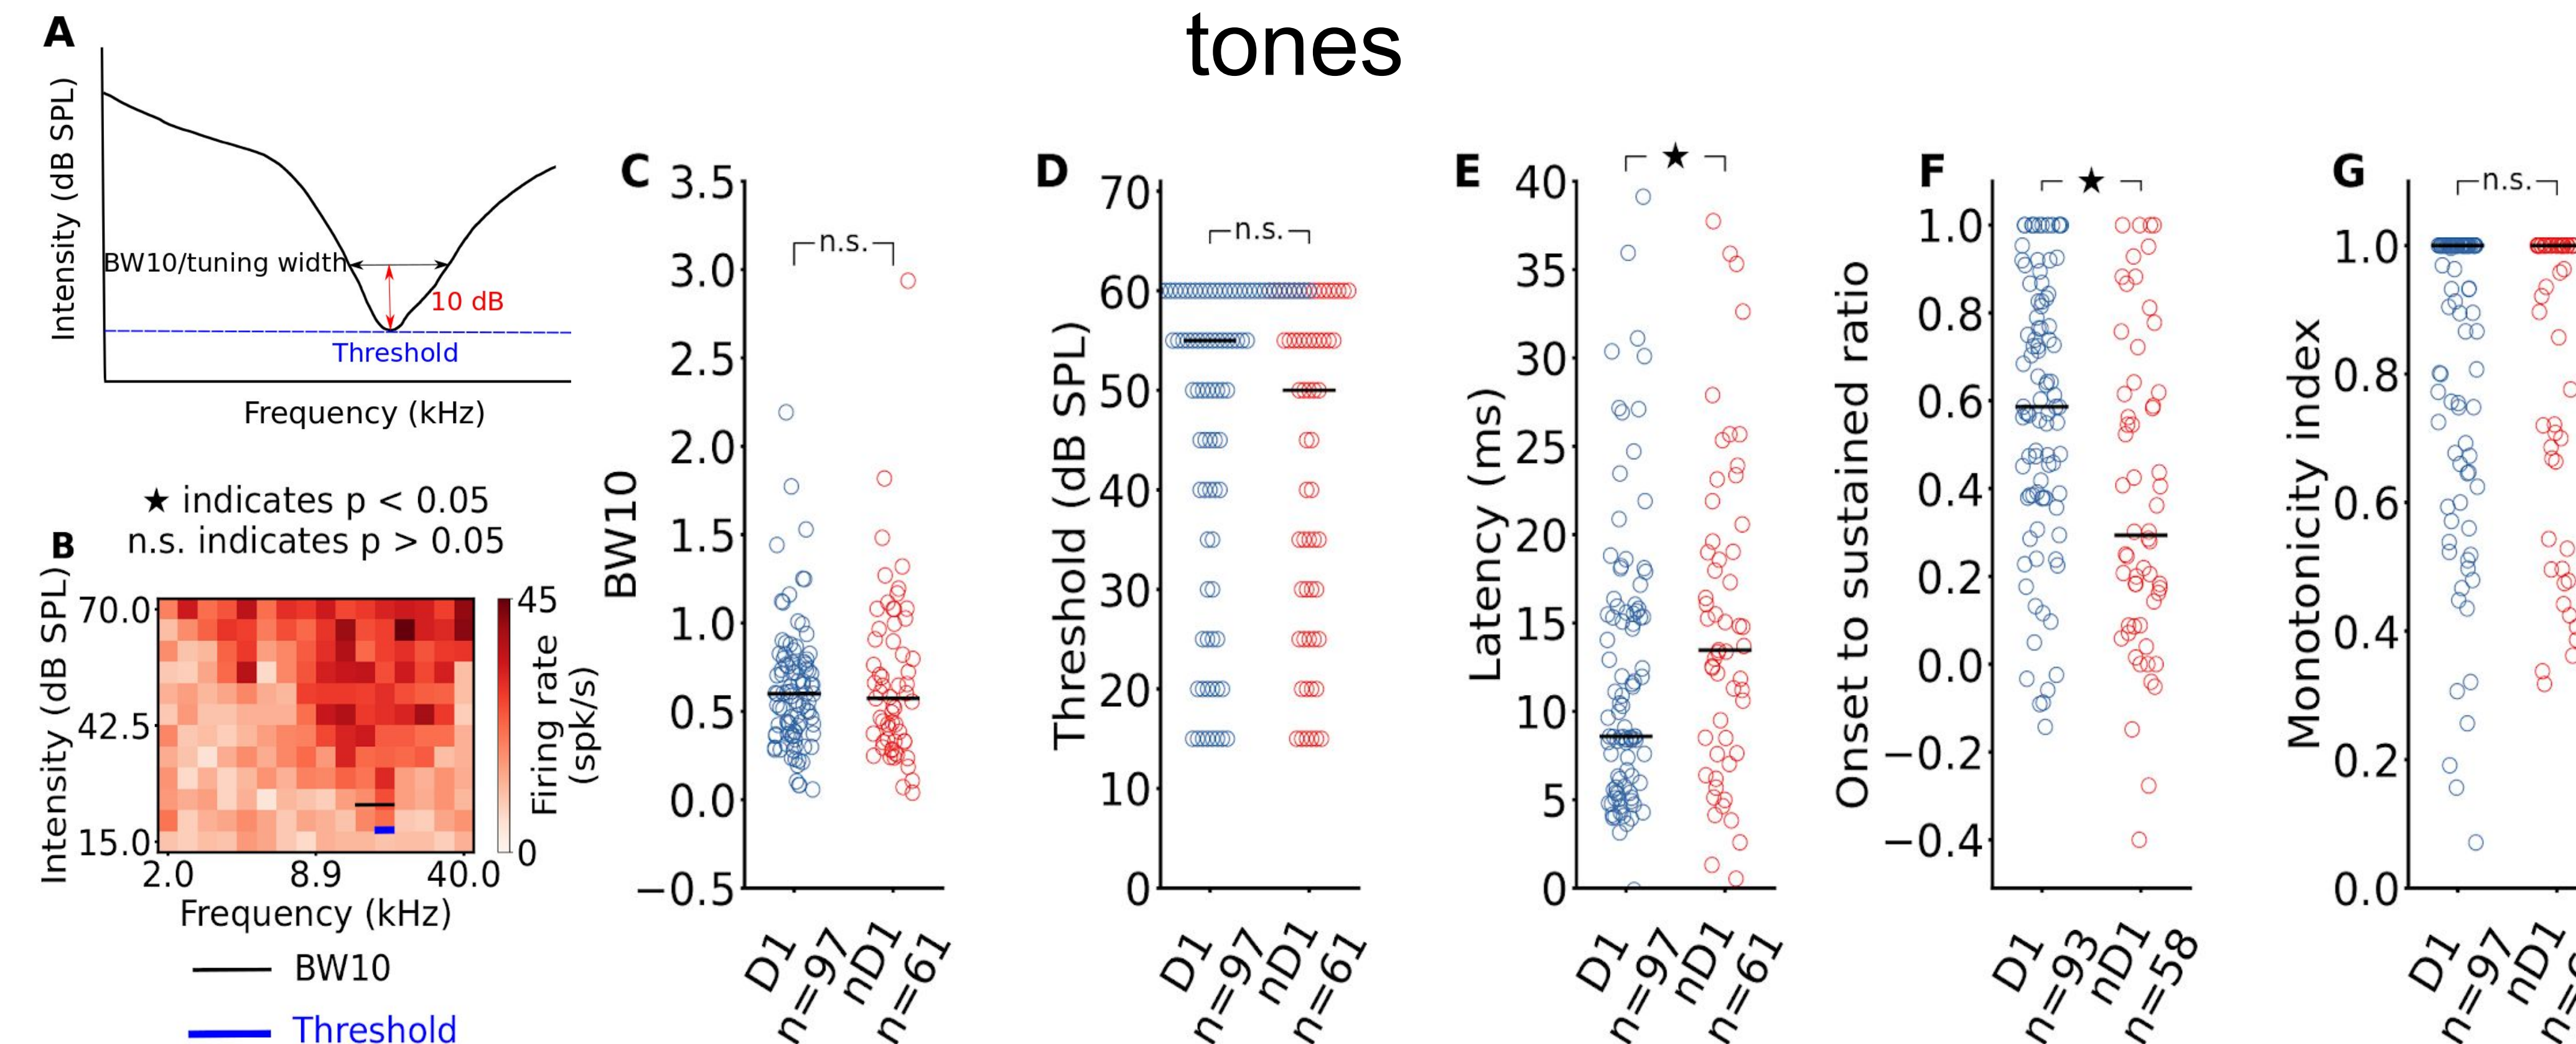 tones
A
Intensity (dB SPL)
BW10/tuning width
10 dB
Threshold
Frequency (kHz)
★ indicates p < 0.05
n.s. indicates p > 0.05
B
Intensity (dB SPL)
70.0
42.5
15.0
2.0 8.9 40.0
Frequency (kHz)
45
0
Firing rate
(spk/s)
BW10
Threshold
C
BW10
3.5
3.0
2.5
2.0
1.5
1.0
0.5
0.0
−0.5
n.s.
D1
n=97
nD1
n=61
D
Threshold (dB SPL)
70
60
50
40
30
20
10
0
n.s.
D1
n=97
nD1
n=61
E
Latency (ms)
40
35
30
25
20
15
10
5
0
★
D1
n=97
nD1
n=61
F
Onset to sustained ratio
1.0
0.8
0.6
0.4
0.2
0.0
−0.2
−0.4
★
D1
n=93
nD1
n=58
G
Monotonicity index
1.0
0.8
0.6
0.4
0.2
0.0
n.s.
D1
n=97
nD1